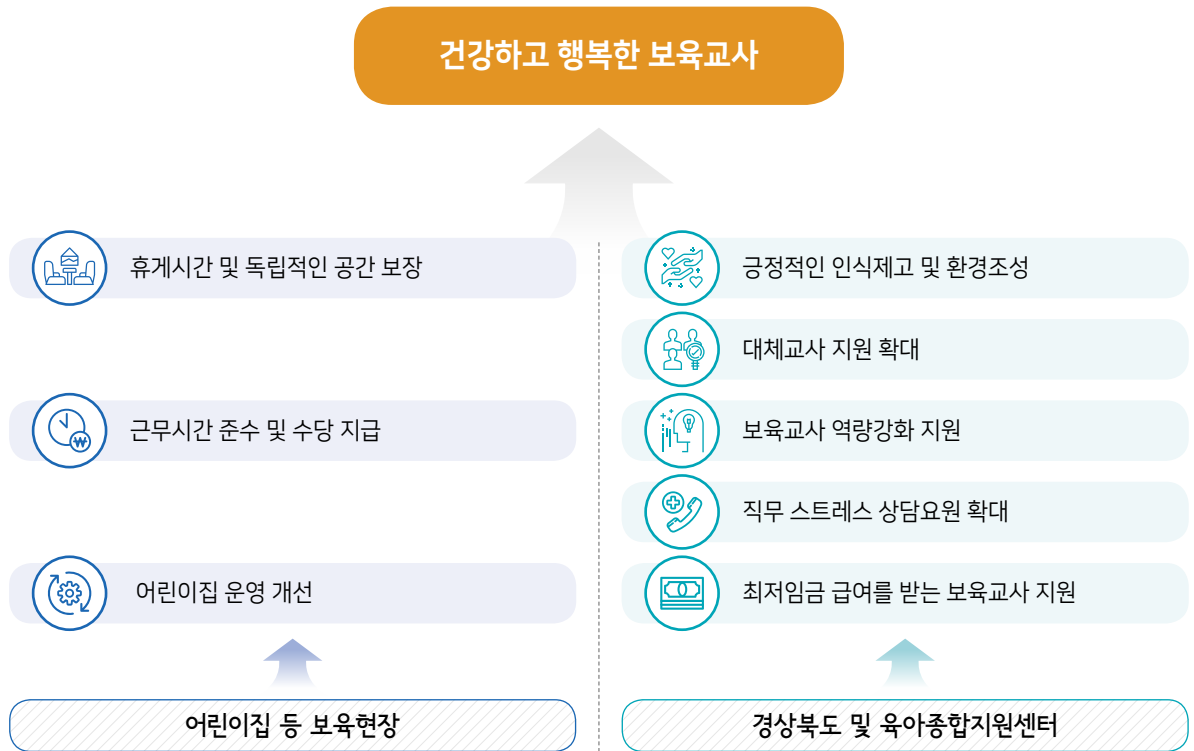 건강하고 행복한 보육교사
휴게시간 및 독립적인 공간 보장
근무시간 준수 및 수당 지급
어린이집 운영 개선
어린이집 등 보육현장
긍정적인 인식제고 및 환경조성
대체교사 지원 확대
보육교사 역량강화 지원
직무 스트레스 상담요원 확대
최저임금 급여를 받는 보육교사 지원
경상북도 및 육아종합지원센터